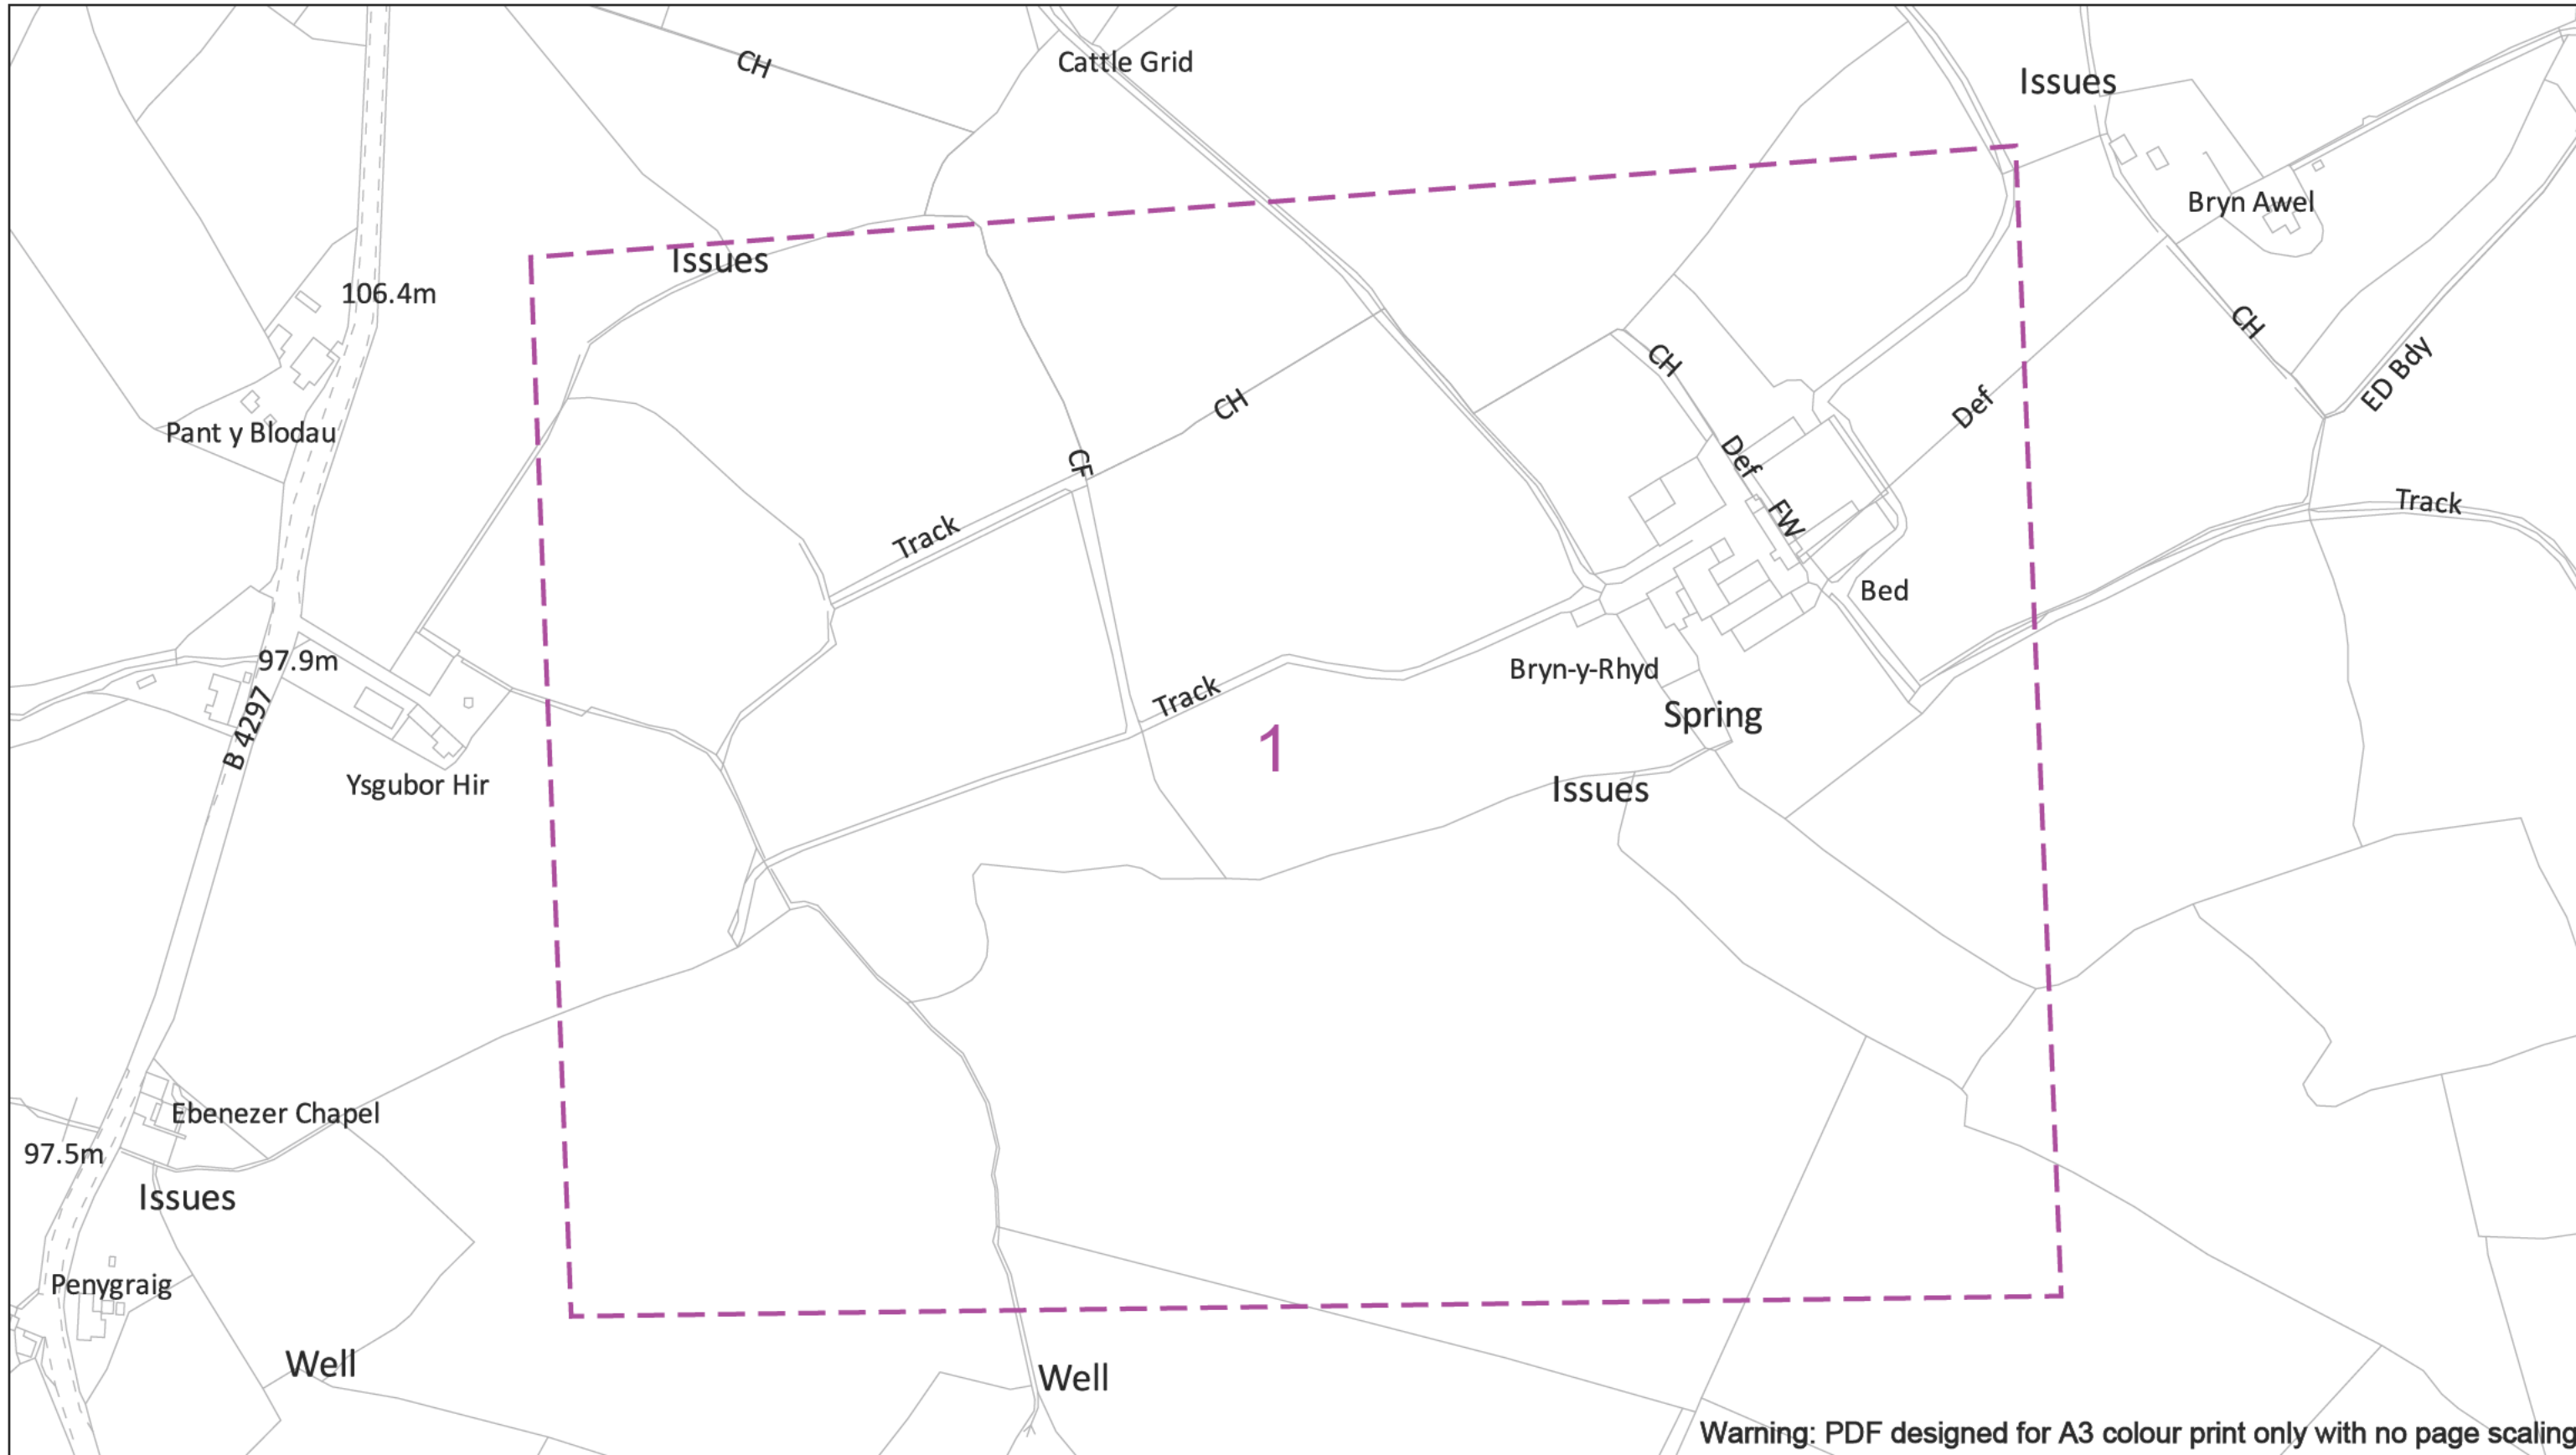 CH
Cattle Grid
Issues
Bryn Awel
Issues
106.4m
CH
CH
ED Bdy
CH
Def
Pant y Blodau
CF
Def
Track
FW
Track
Bed
97.9m
Bryn-y-Rhyd
Track
B 4297
Spring
1
Ysgubor Hir
Issues
Ebenezer Chapel
97.5m
Issues
Penygraig
Well
Well
Warning: PDF designed for A3 colour print only with no page scaling